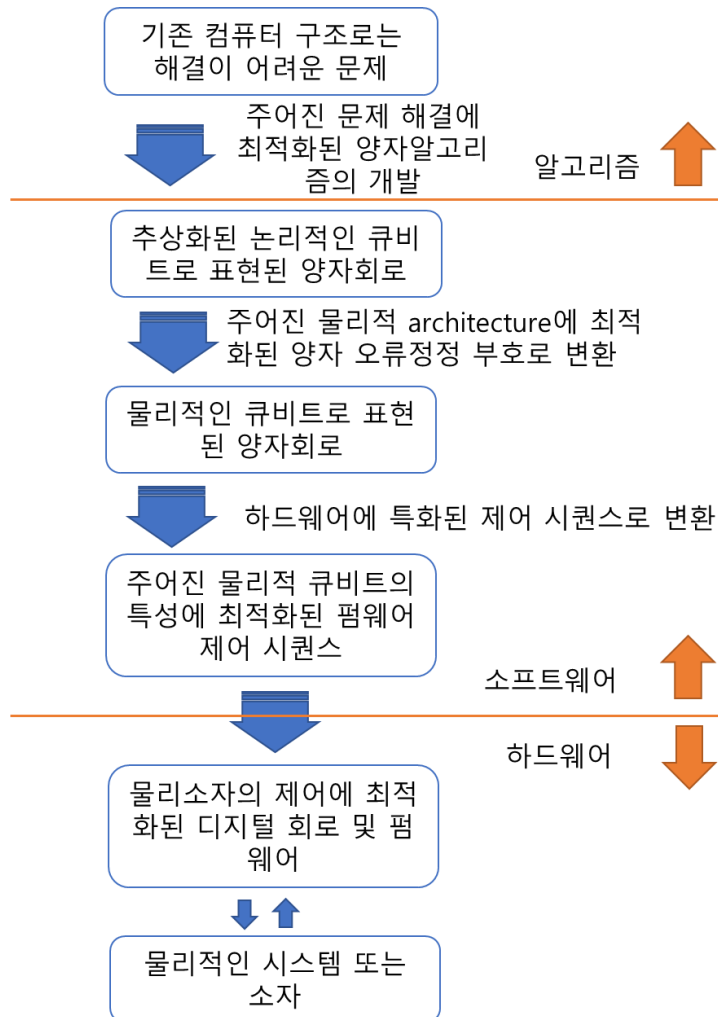 기존 컴퓨터 구조로는
해결이 어려운 문제
주어진 문제 해결에
최적화된 양자알고리
즘의 개발
알고리즘
추상화된 논리적인 큐비
트로 표현된 양자회로
주어진 물리적 architecture에 최적
화된 양자 오류정정 부호로 변환
물리적인 큐비트로 표현
된 양자회로
하드웨어에 특화된 제어 시퀀스로 변환
주어진 물리적 큐비트의
특성에 최적화된 펌웨어
제어 시퀀스
소프트웨어
하드웨어
물리소자의 제어에 최적
화된 디지털 회로 및 펌
웨어
물리적인 시스템 또는
소자